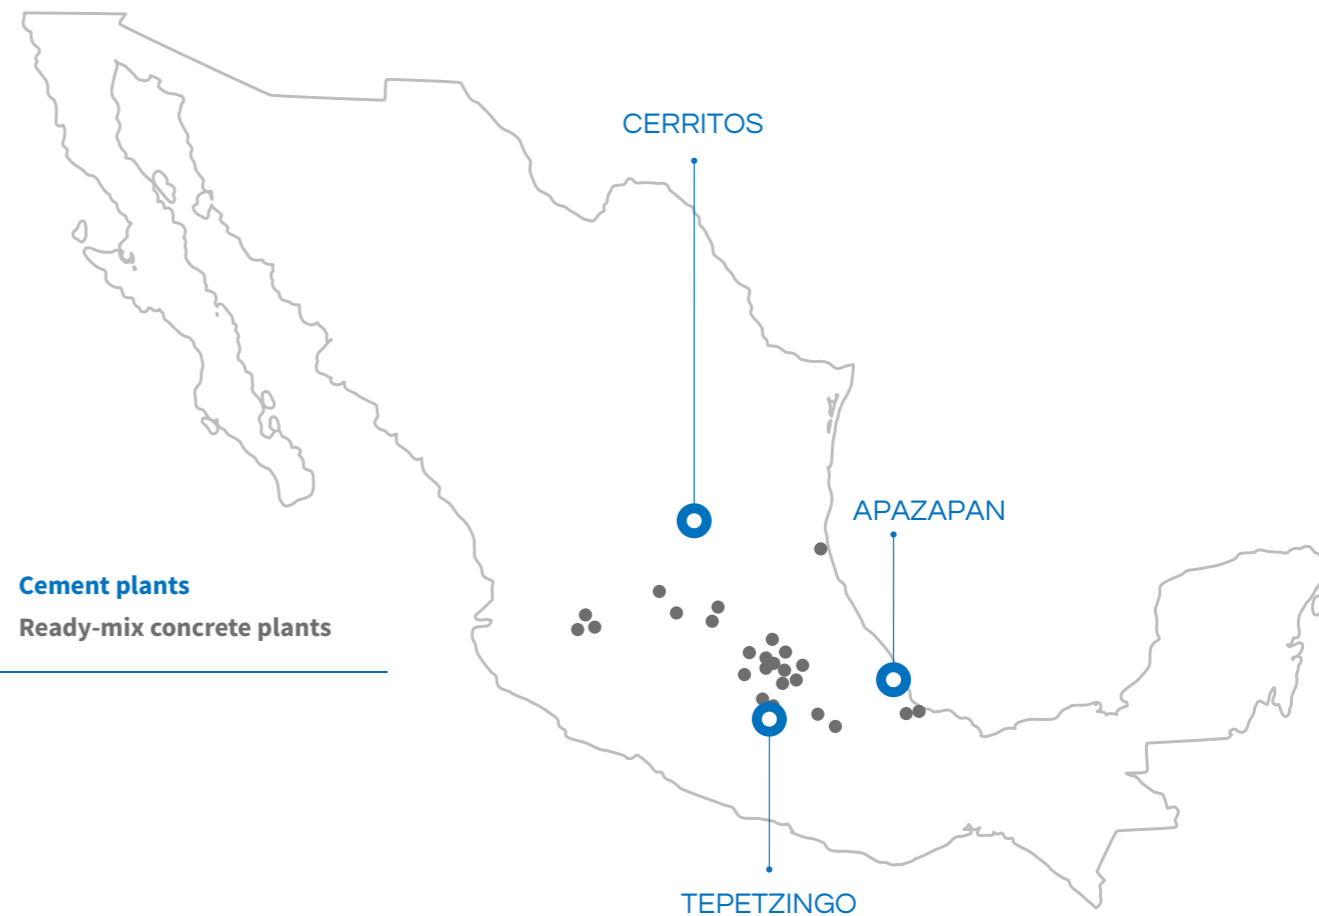 CERRITOS
APAZAPAN
Cement plants
Ready-mix concrete plants
TEPETZINGO